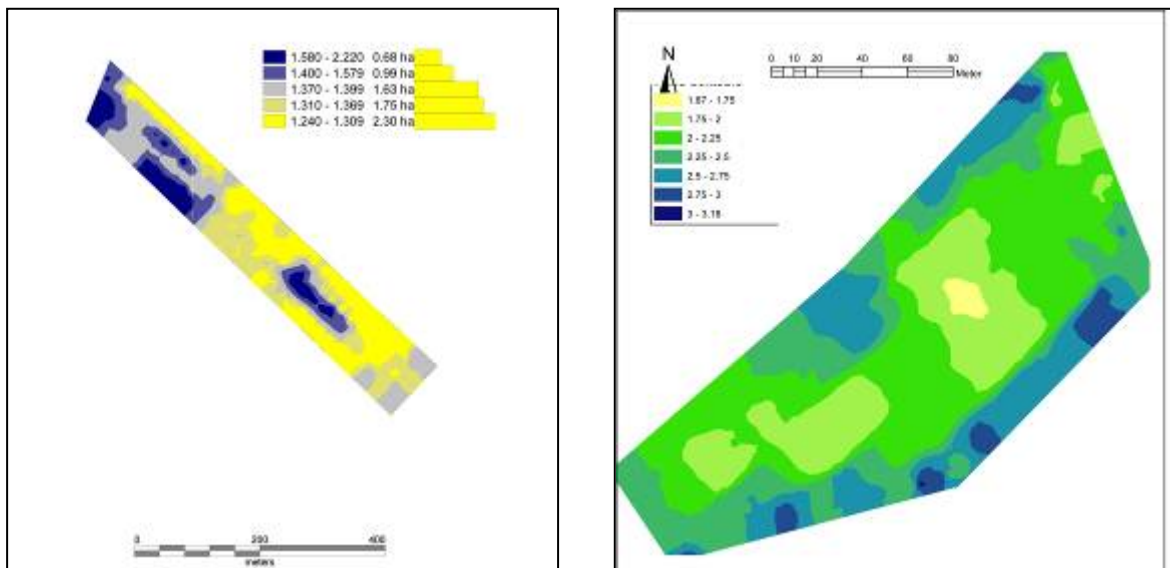 1.580 - 2.220 0.68 ha
1.400 - 1.579 0.99 ha
1.370 - 1.399 1.63 ha
1.310 - 1.369 1.75 ha
1.240 - 1.309 2.30 ha
0 200 400
meters
N
0 10 20 40 60 80
Meter
1.67 - 1.75
1.75 - 2
2 - 2.25
2.25 - 2.5
2.5 - 2.75
2.75 - 3
3 - 3.18